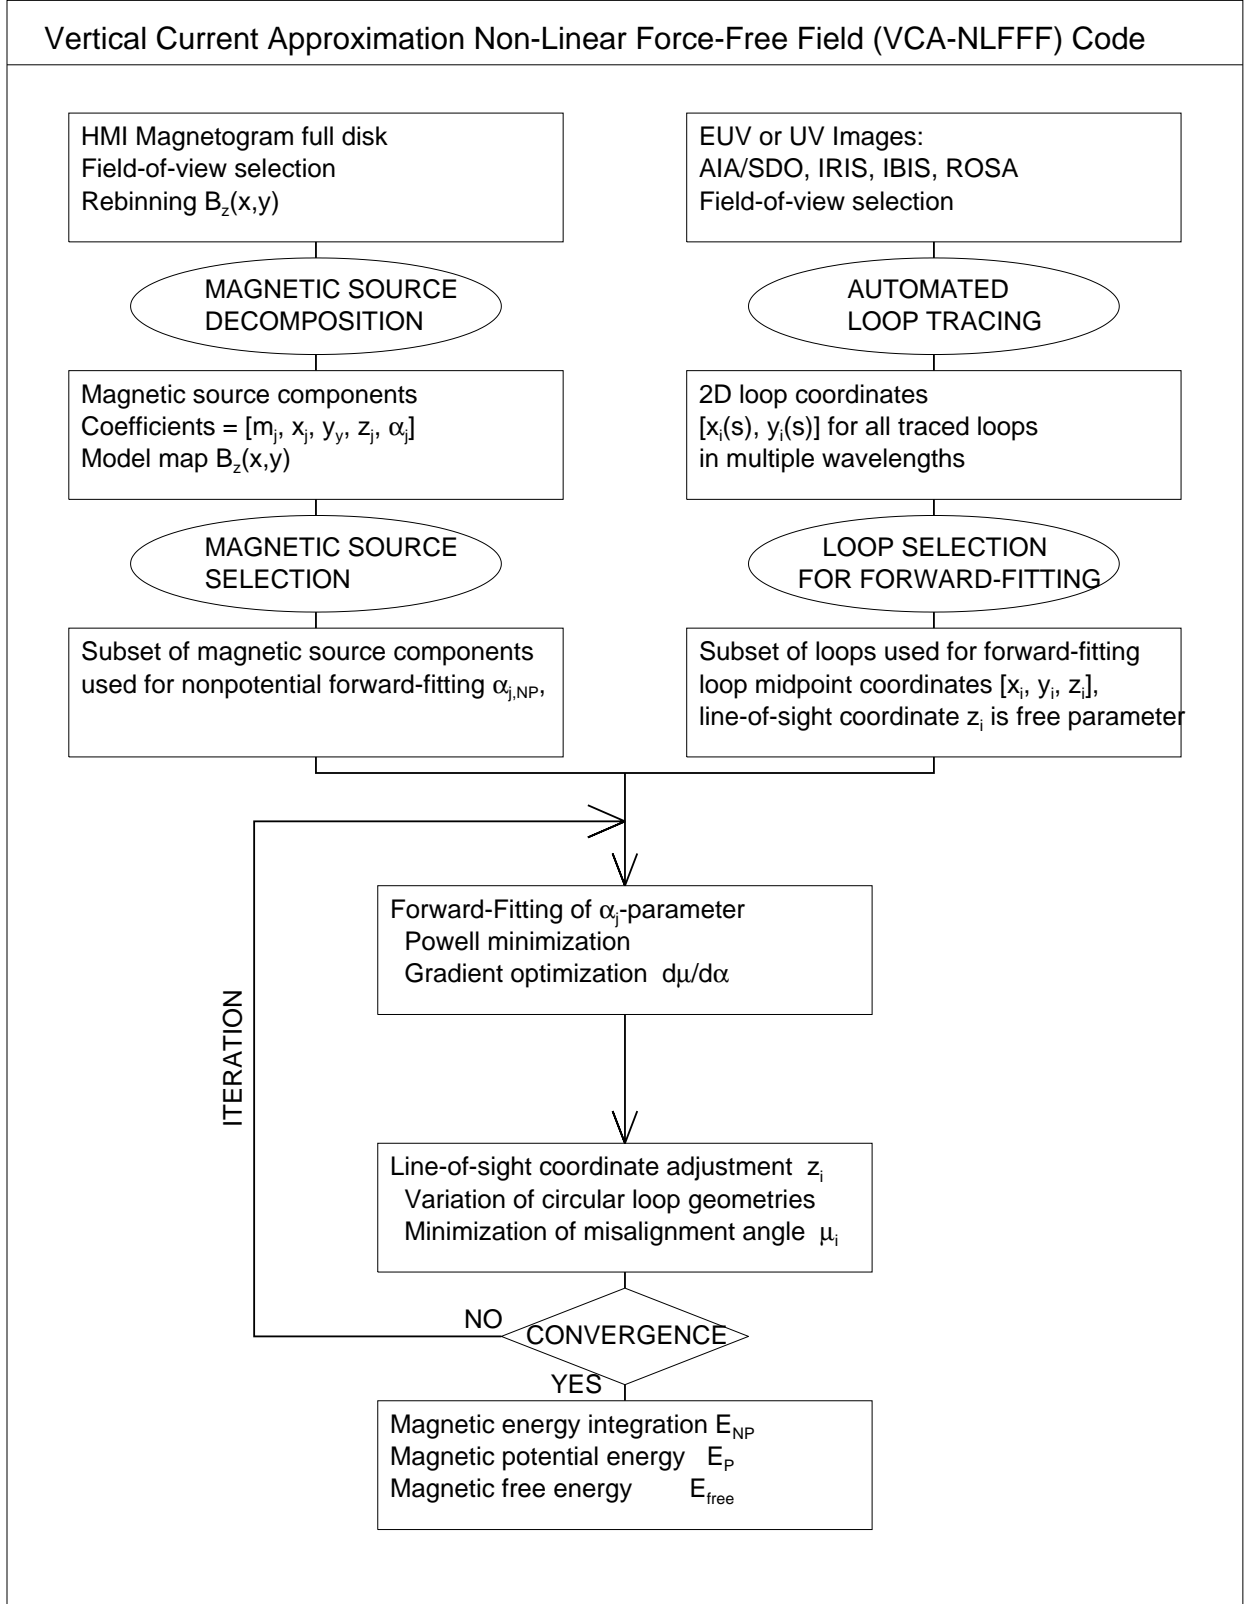 Vertical Current Approximation Non-Linear Force-Free Field (VCA-NLFFF) Code
HMI Magnetogram full disk
Field-of-view selection
Rebinning B_z(x,y)
MAGNETIC SOURCE
DECOMPOSITION
Magnetic source components
Coefficients = [m_j, x_j, y_y, z_j, α_j]
Model map B_z(x,y)
MAGNETIC SOURCE
SELECTION
Subset of magnetic source components
used for nonpotential forward-fitting α_j,NP,
EUV or UV Images:
AIA/SDO, IRIS, IBIS, ROSA
Field-of-view selection
AUTOMATED
LOOP TRACING
2D loop coordinates
[x_i(s), y_i(s)] for all traced loops
in multiple wavelengths
LOOP SELECTION
FOR FORWARD-FITTING
Subset of loops used for forward-fitting
loop midpoint coordinates [x_i, y_i, z_i],
line-of-sight coordinate z_i is free parameter
Forward-Fitting of α_j-parameter
Powell minimization
Gradient optimization dμ/dα
ITERATION
Line-of-sight coordinate adjustment z_i
Variation of circular loop geometries
Minimization of misalignment angle μ_i
NO
CONVERGENCE
YES
Magnetic energy integration E_NP
Magnetic potential energy E_P
Magnetic free energy E_free